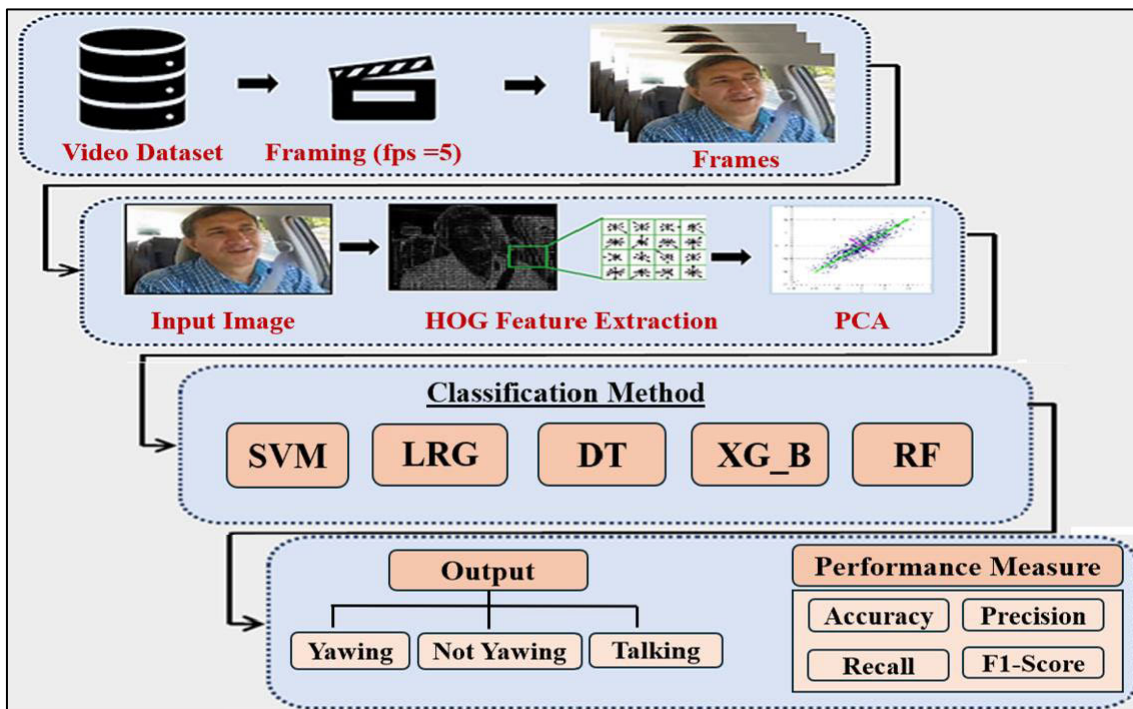 Video Dataset
Framing (fps =5)
Frames
Input Image
HOG Feature Extraction
PCA
Classification Method
SVM
LRG
DT
XG_B
RF
Output
Yawing
Not Yawing
Talking
Performance Measure
Accuracy
Precision
Recall
F1-Score